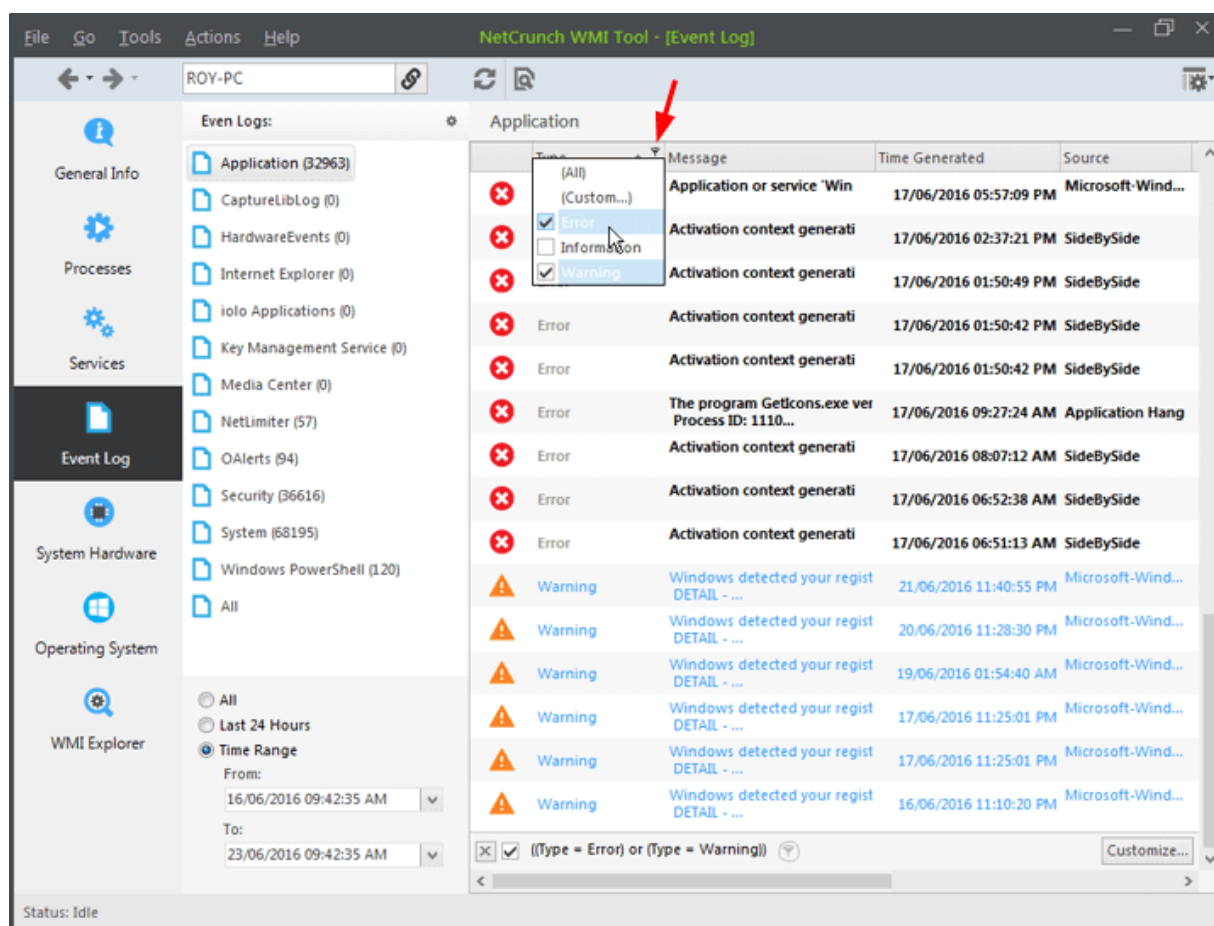 File Go Tools Actions Help NetCrunch WMI Tool - [Event Log]
ROY-PC
General Info
Processes
Services
Event Log
System Hardware
Operating System
WMI Explorer
Even Logs:
Application (32963)
CaptureLibLog (0)
HardwareEvents (0)
Internet Explorer (0)
iolo Applications (0)
Key Management Service (0)
Media Center (0)
NetLimiter (57)
OAlerts (94)
Security (36616)
System (68195)
Windows PowerShell (120)
All
All
Last 24 Hours
Time Range
From:
16/06/2016 09:42:35 AM
To:
23/06/2016 09:42:35 AM
Application
Type Message Time Generated Source
(All)
(Custom...)
Error
Information
Warning
Application or service 'Win 17/06/2016 05:57:09 PM Microsoft-Wind...
Activation context generati 17/06/2016 02:37:21 PM SideBySide
Error Activation context generati 17/06/2016 01:50:49 PM SideBySide
Error Activation context generati 17/06/2016 01:50:42 PM SideBySide
Error Activation context generati 17/06/2016 01:50:42 PM SideBySide
Error The program GetIcons.exe ver 17/06/2016 09:27:24 AM Application Hang
Process ID: 1110...
Error Activation context generati 17/06/2016 08:07:12 AM SideBySide
Error Activation context generati 17/06/2016 06:52:38 AM SideBySide
Error Activation context generati 17/06/2016 06:51:13 AM SideBySide
Warning Windows detected your regist 21/06/2016 11:40:55 PM Microsoft-Wind...
DETAIL - ...
Warning Windows detected your regist 20/06/2016 11:28:30 PM Microsoft-Wind...
DETAIL - ...
Warning Windows detected your regist 19/06/2016 01:54:40 AM Microsoft-Wind...
DETAIL - ...
Warning Windows detected your regist 17/06/2016 11:25:01 PM Microsoft-Wind...
DETAIL - ...
Warning Windows detected your regist 17/06/2016 11:25:01 PM Microsoft-Wind...
DETAIL - ...
Warning Windows detected your regist 16/06/2016 11:10:20 PM Microsoft-Wind...
DETAIL - ...
((Type = Error) or (Type = Warning)) Customize...
Status: Idle